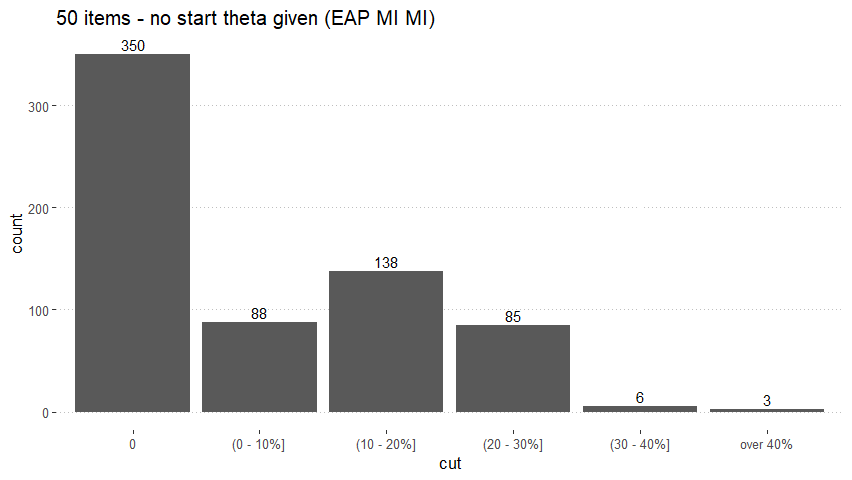 50 items - no start theta given (EAP MI MI)
350
300
138
200
88
85
100
6
3
0
count
0
(0 - 10%]
(10 - 20%]
(20 - 30%]
(30 - 40%]
over 40%
cut